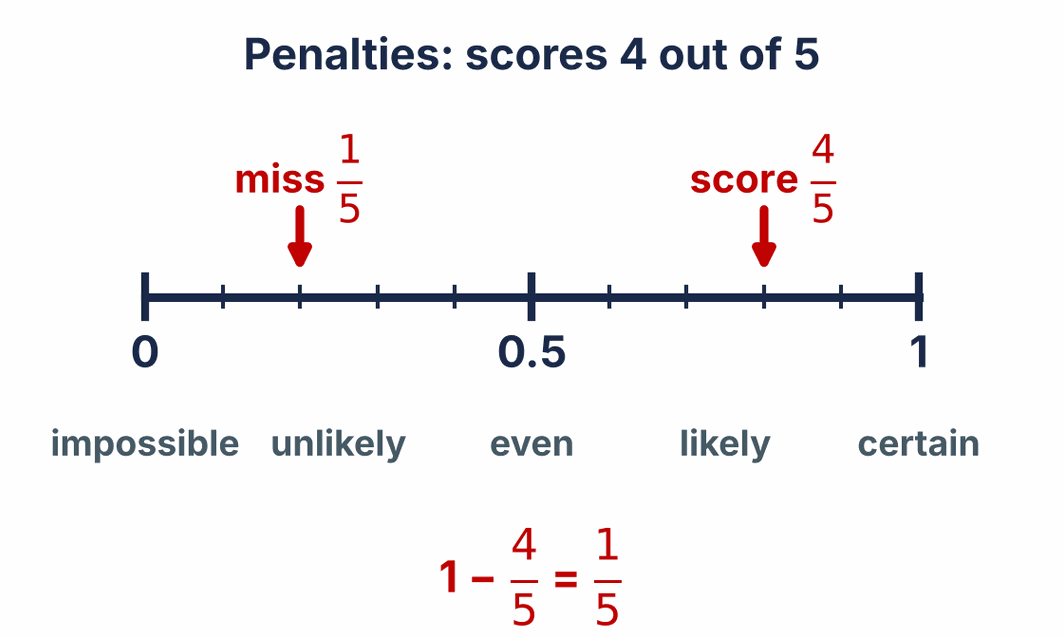 Penalties: scores 4 out of 5
miss 1/5 score 4/5
0 0.5 1
impossible unlikely even likely certain
1 − 4/5 = 1/5